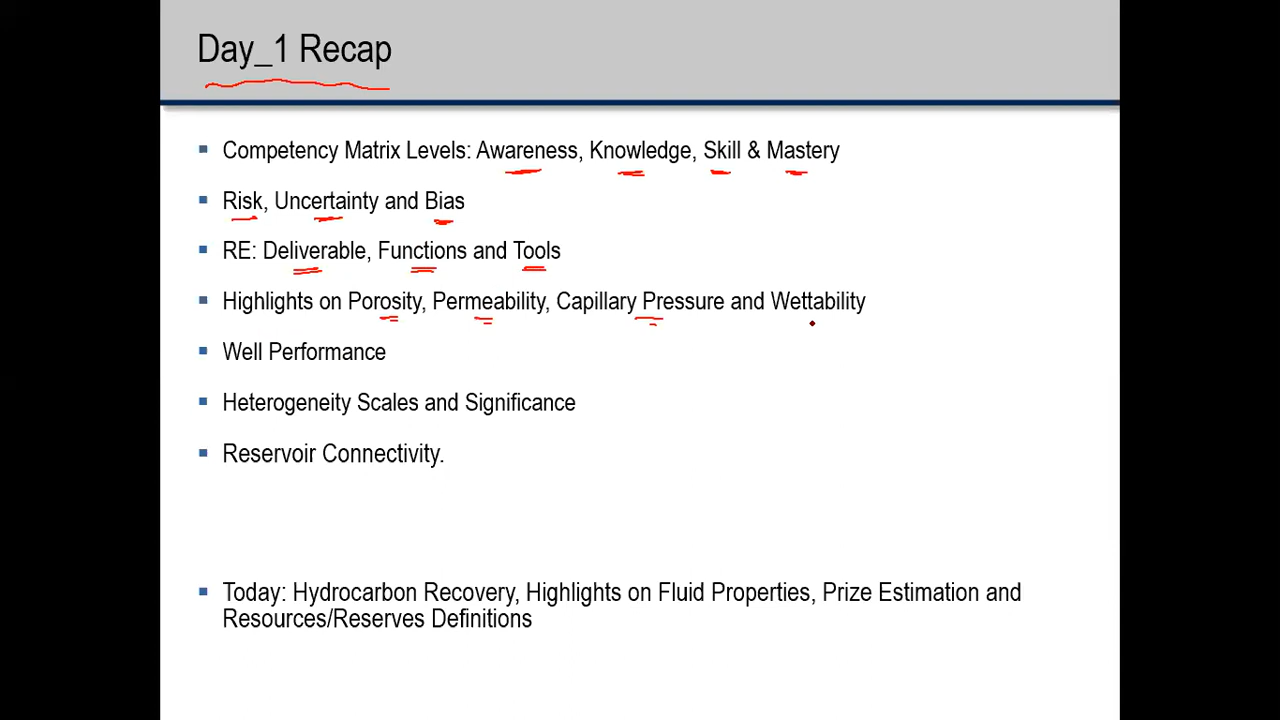 Day_1 Recap
▪ Competency Matrix Levels: Awareness, Knowledge, Skill & Mastery
▪ Risk, Uncertainty and Bias
▪ RE: Deliverable, Functions and Tools
▪ Highlights on Porosity, Permeability, Capillary Pressure and Wettability
▪ Well Performance
▪ Heterogeneity Scales and Significance
▪ Reservoir Connectivity.
▪ Today: Hydrocarbon Recovery, Highlights on Fluid Properties, Prize Estimation and
Resources/Reserves Definitions